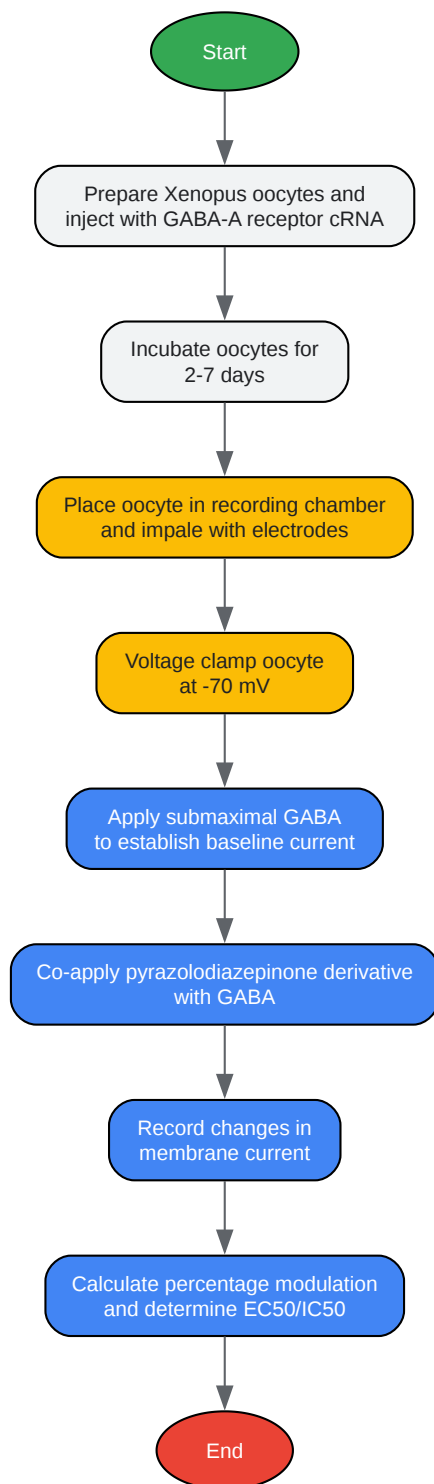 Start
Prepare Xenopus oocytes and
inject with GABA-A receptor cRNA
Incubate oocytes for
2-7 days
Place oocyte in recording chamber
and impale with electrodes
Voltage clamp oocyte
at -70 mV
Apply submaximal GABA
to establish baseline current
Co-apply pyrazolodiazepinone derivative
with GABA
Record changes in
membrane current
Calculate percentage modulation
and determine EC50/IC50
End